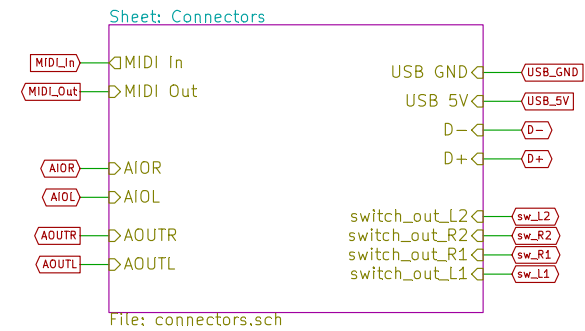 Sheet: Connectors
MIDI_In MIDI In
MIDI_Out MIDI Out
USB GND USB_GND
USB 5V USB_5V
D- D-
D+ D+
AIOR AIOR
AIOL AIOL
AOUTR AOUTR
AOUTL AOUTL
switch_out_L2 sw_L2
switch_out_R2 sw_R2
switch_out_R1 sw_R1
switch_out_L1 sw_L1
File: connectors.sch